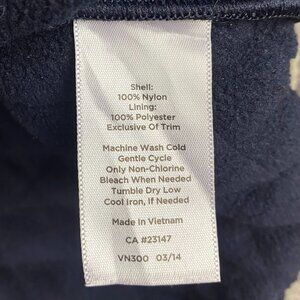 Shell:
100% Nylon
Lining:
100% Polyester
Exclusive Of Trim
Machine Wash Cold
Gentle Cycle
Only Non-Chlorine
Bleach When Needed
Tumble Dry Low
Cool Iron, If Needed
Made In Vietnam
CA #23147
VN300 03/14